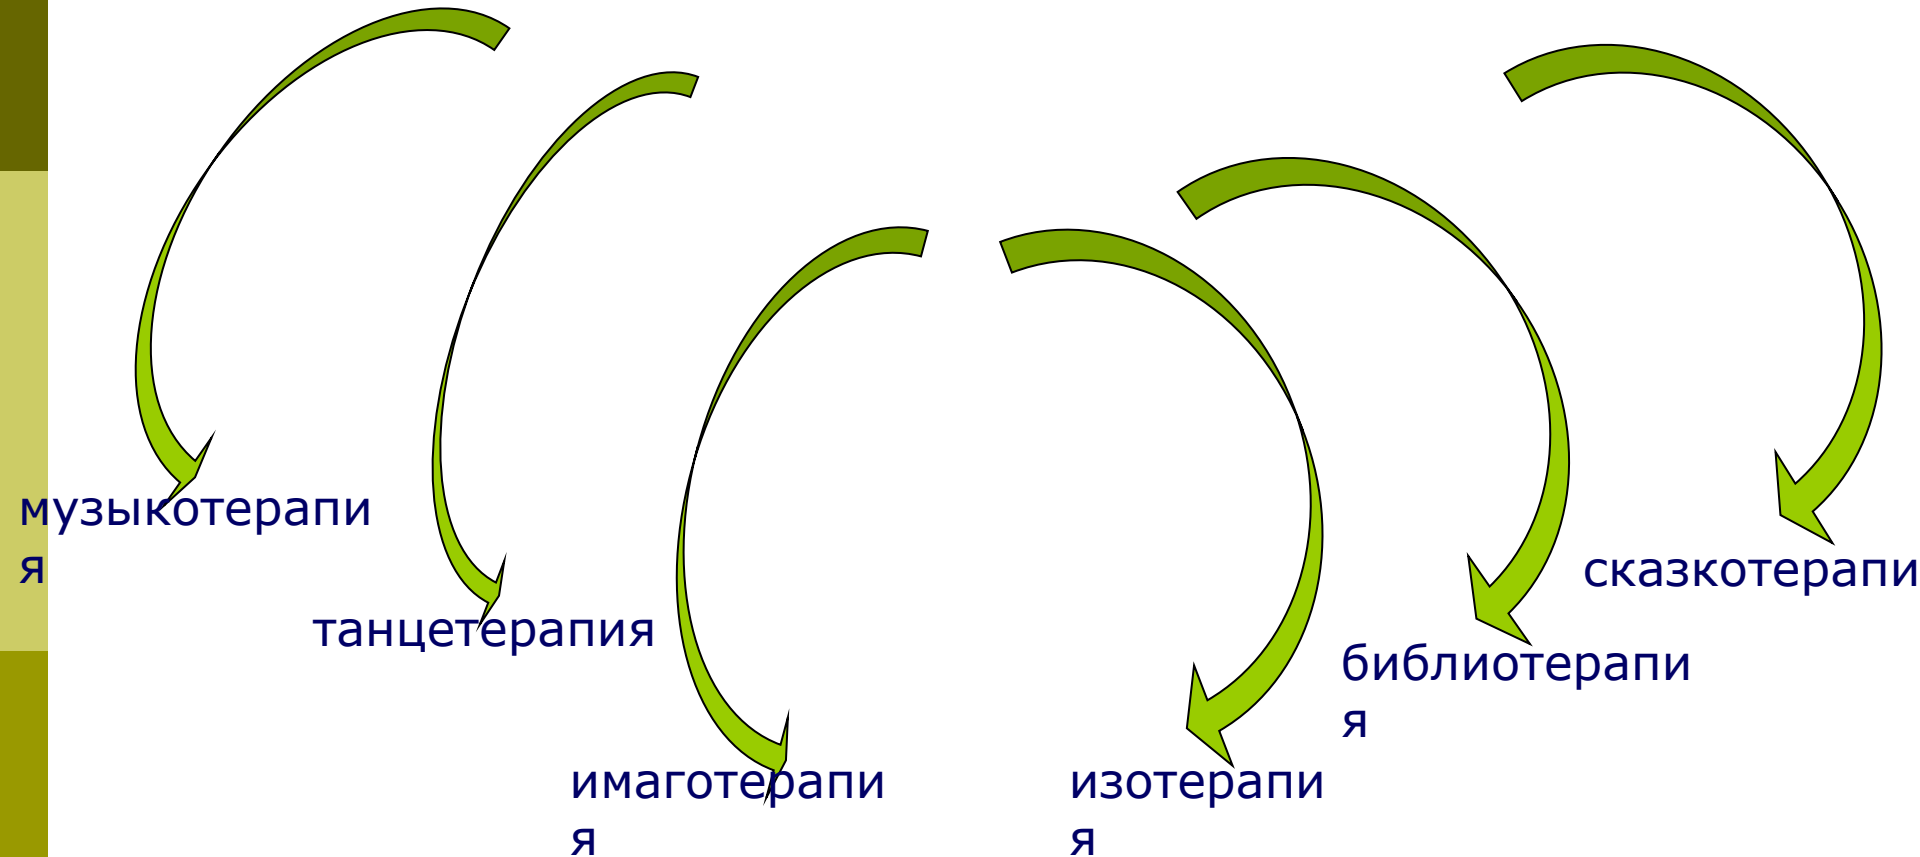 музыкотерапи
я
танцетерапия
имаготерапи
я
изотерапи
я
библиотерапи
я
сказкотерапи